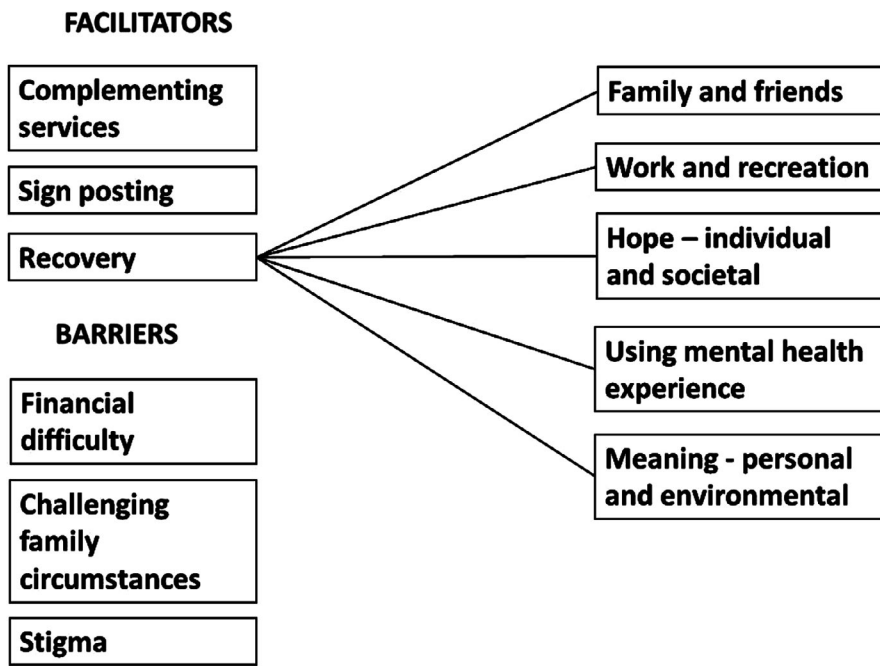 FACILITATORS
Complementing
services
Sign posting
Recovery
BARRIERS
Financial
difficulty
Challenging
family
circumstances
Stigma
Family and friends
Work and recreation
Hope – individual
and societal
Using mental health
experience
Meaning - personal
and environmental